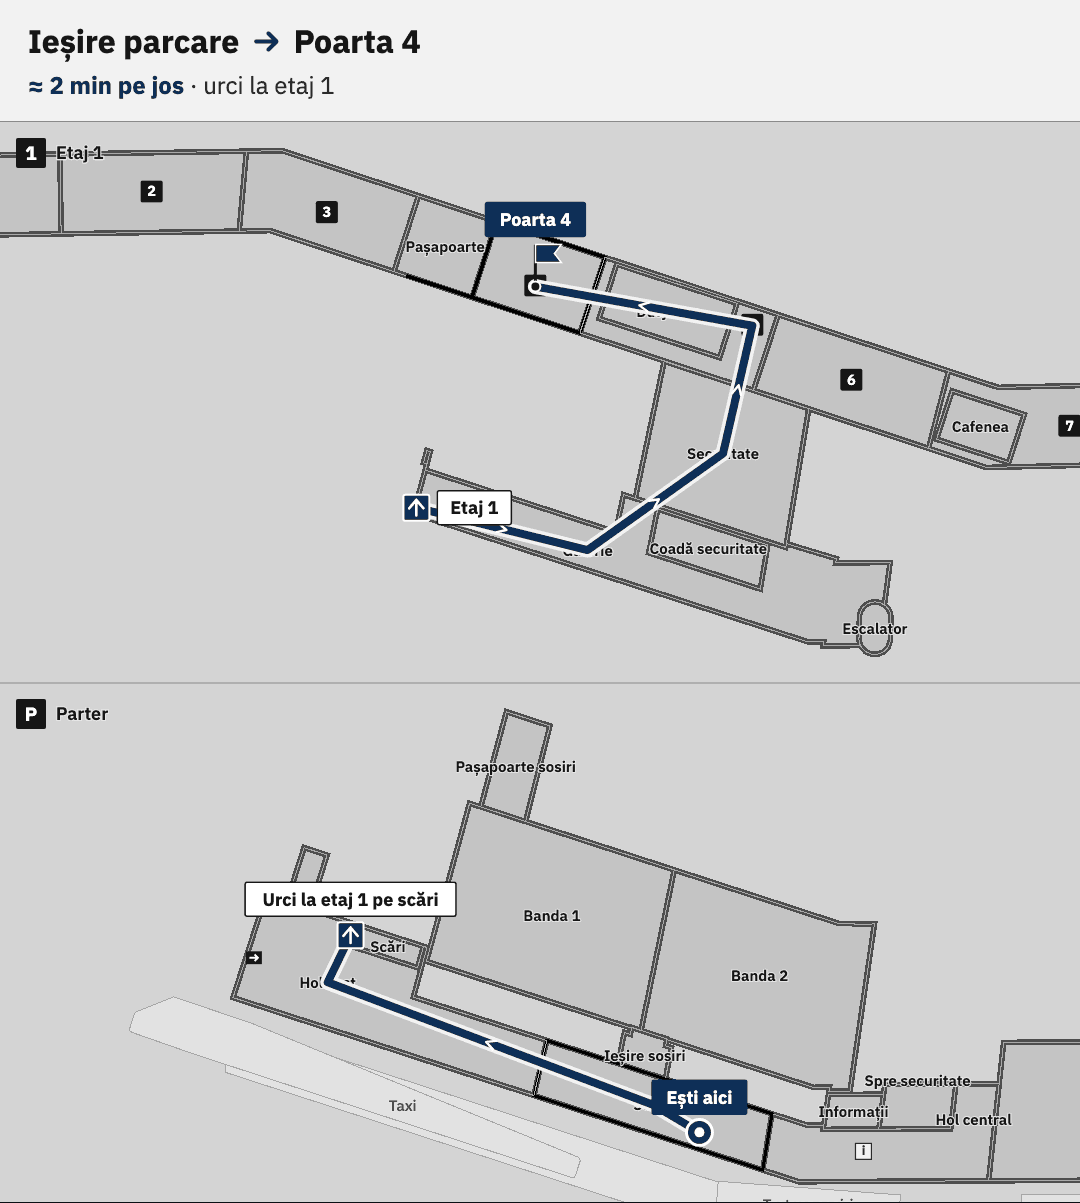 Ieșire parcare → Poarta 4
≈ 2 min pe jos · urci la etaj 1
1 Etaj 1
2
3
Pașapoarte
Poarta 4
6
Cafenea
7
Securitate
Etaj 1
Coadă securitate
Escalator
P Parter
Pașapoarte sosiri
Urci la etaj 1 pe scări
Scări
Banda 1
Banda 2
Ieșire sosiri
Ești aici
Spre securitate
Informații
Hol central
i
Taxi